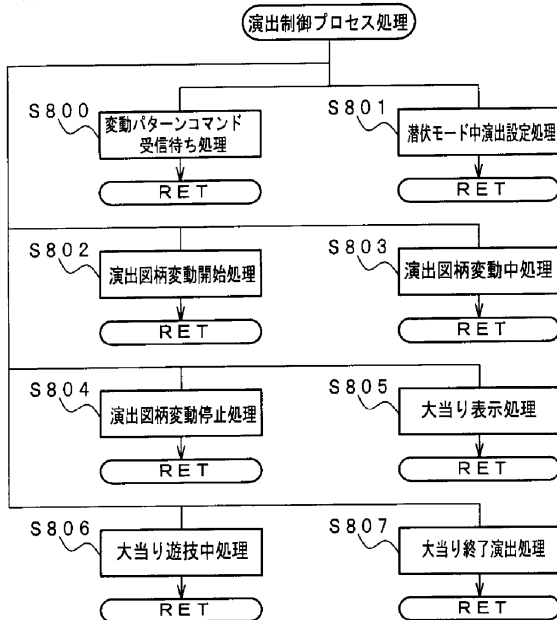 演出制御プロセス処理
S800
変動パターンコマンド
受信待ち処理
RET
S801
潜伏モード中演出設定処理
RET
S802
演出図柄変動開始処理
RET
S803
演出図柄変動中処理
RET
S804
演出図柄変動停止処理
RET
S805
大当り表示処理
RET
S806
大当り遊技中処理
RET
S807
大当り終了演出処理
RET